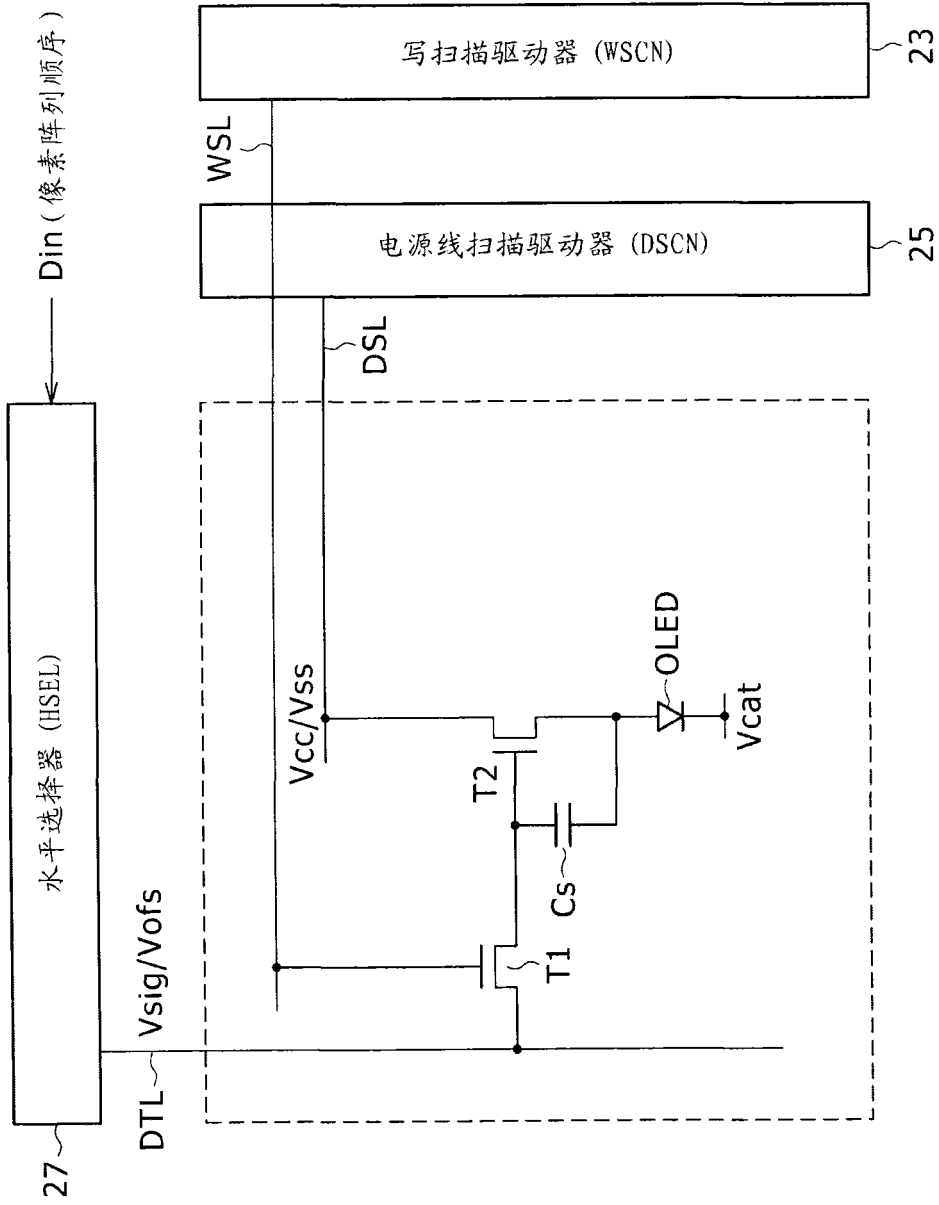 Din(像素阵列顺序)
水平选择器(HSEL)
27
写扫描驱动器(WSCN)
23
WSL
电源线扫描驱动器(DSCN)
25
DSL
DTL
Vsig/Vofs
Vcc/Vss
T2
T1
Cs
OLED
Vcat